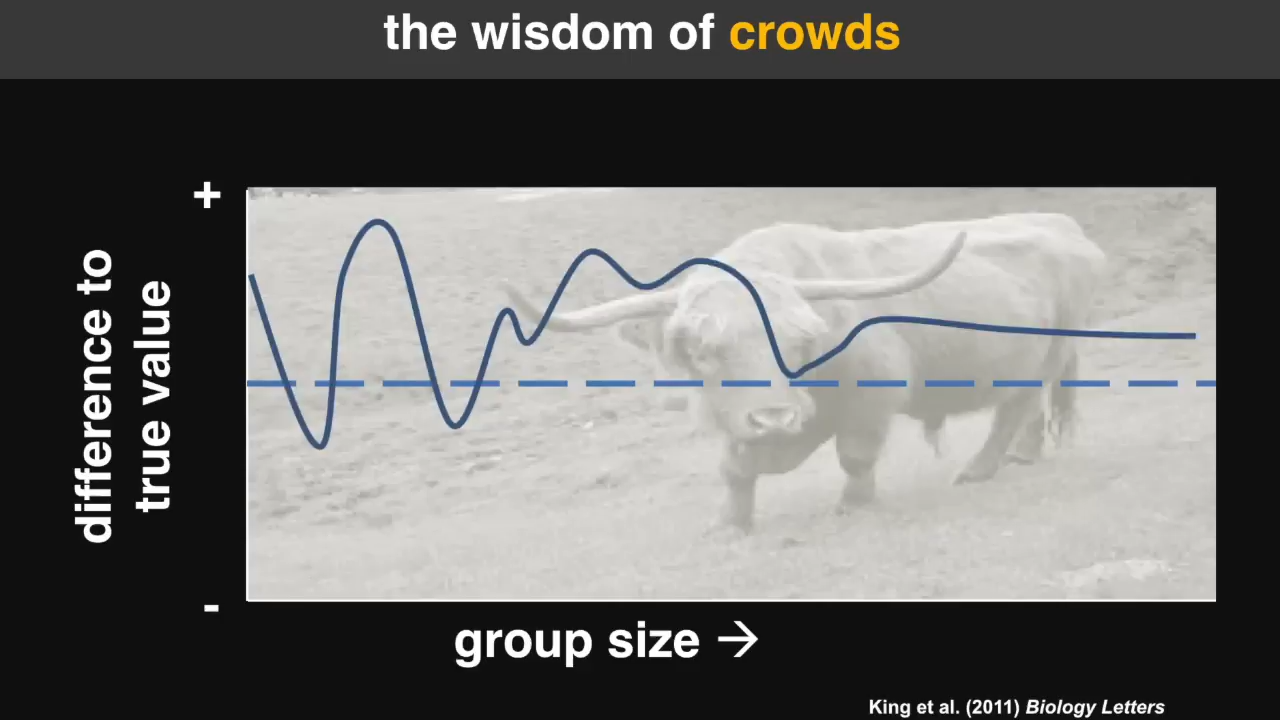 the wisdom of crowds
+
difference to
true value
-
group size →
King et al. (2011) Biology Letters